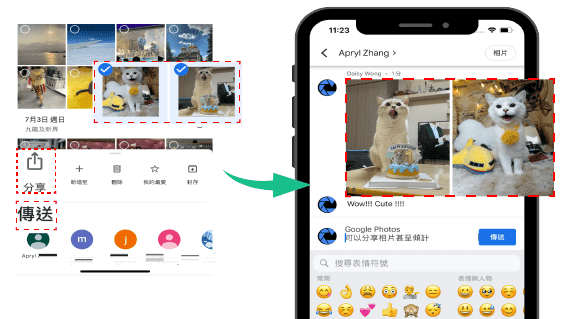 7月3日 週日
九龍及新界
分享
新增至
刪除
我的最愛
封存
傳送
Apryl
m
j
11:23
Apryl Zhang >
相片
Daisy Wong • 1分
Wow!!! Cute !!!!
Google Photos
可以分享相片甚至傾計
傳送
搜尋表情符號
常用
表情與人物